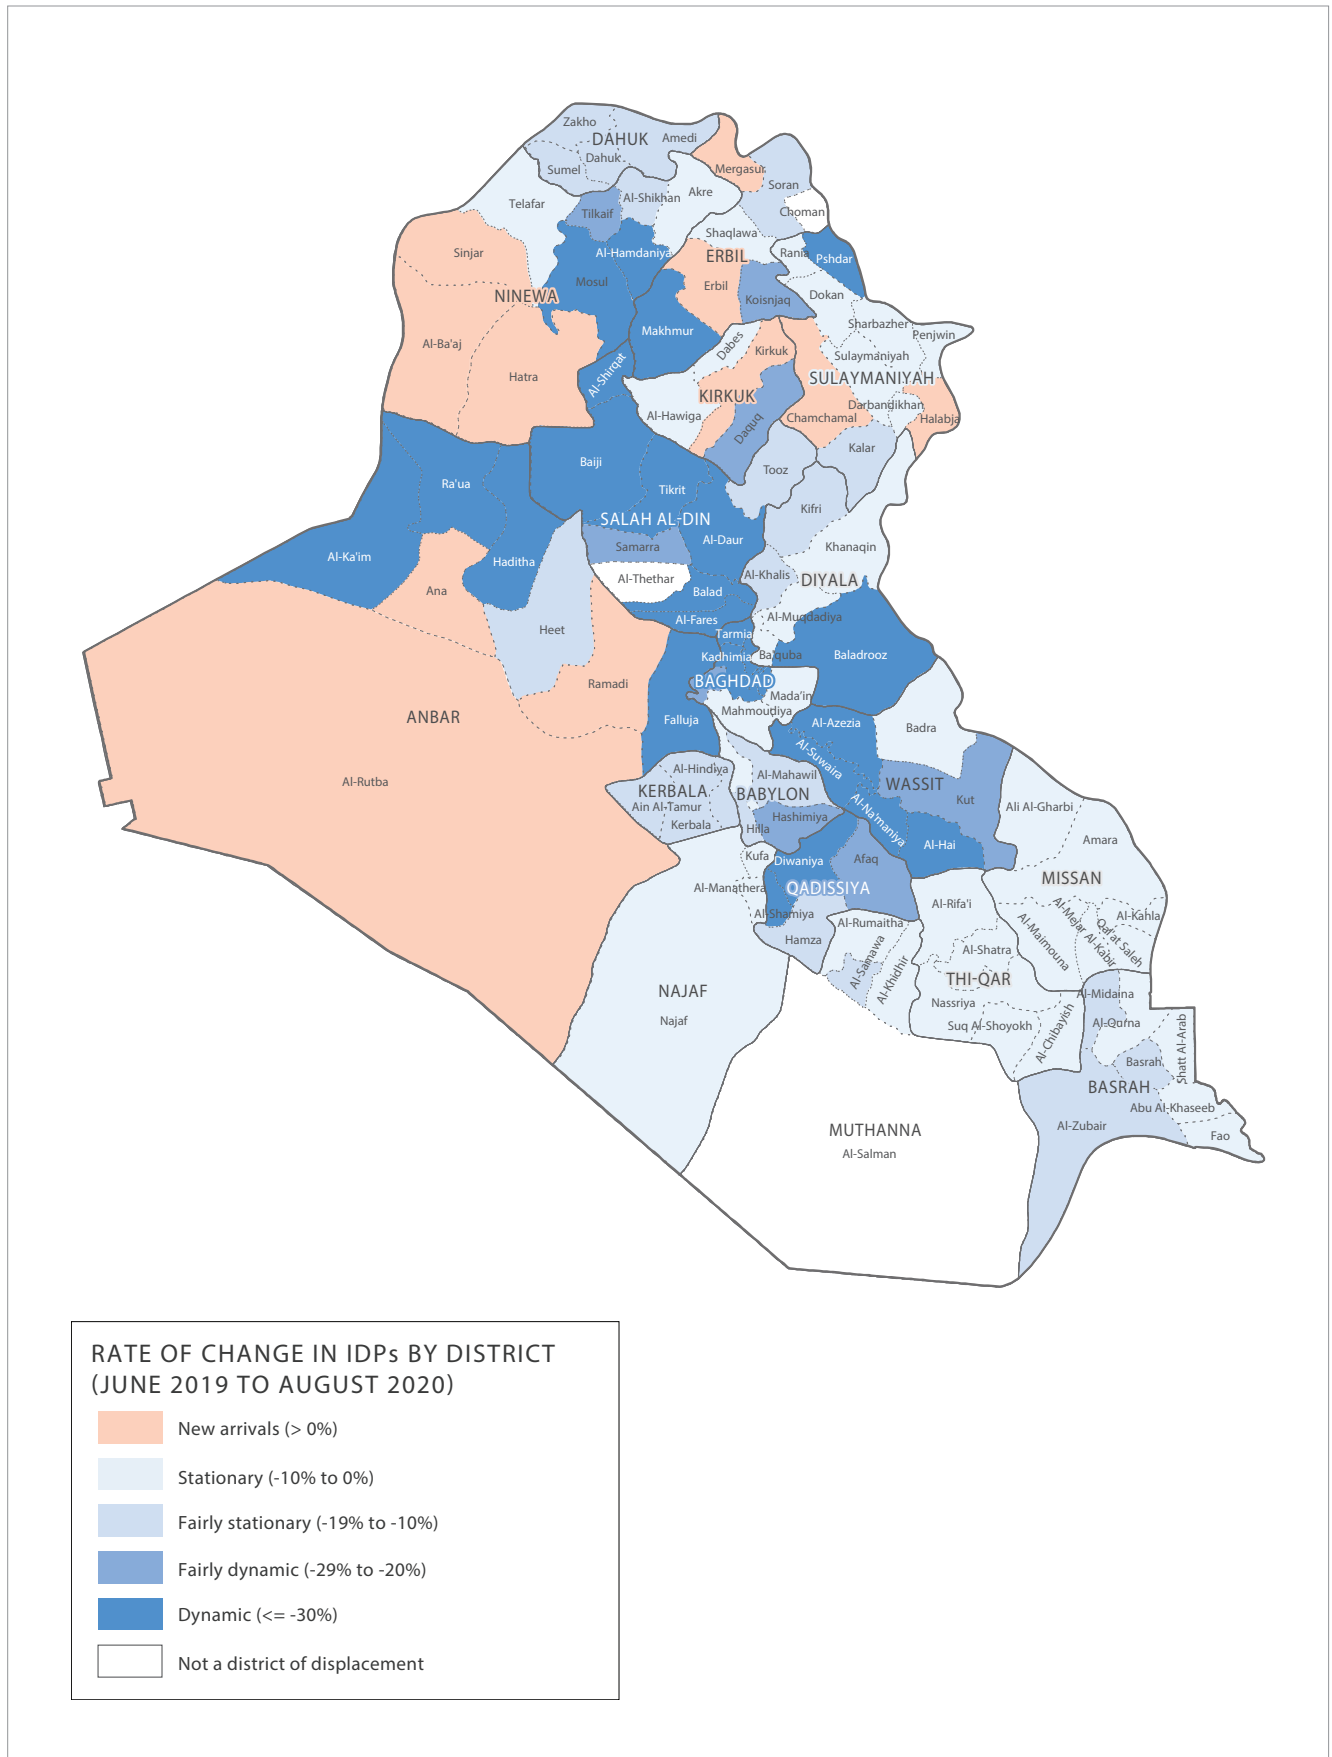 Zakho
DAHUK
Amedi
Dahuk
Sumel
Mergasur
Soran
Akre
Al-Shikhan
Telafar
Tilkaif
Choman
Shaqlawa
Sinjar
Al-Hamdaniya
ERBIL
Rania
Pshdar
Mosul
Erbil
NINEWA
Koisnjaq
Dokan
Makhmur
Sharbazher
Penjwin
Al-Ba'aj
Dabes
Kirkuk
Sulaymaniyah
Hatra
Al-Shirqat
SULAYMANIYAH
KIRKUK
Darbandikhan
Al-Hawiga
Chamchamal
Halabja
Daquq
Kalar
Baiji
Tooz
Ra'ua
Tikrit
Kifri
SALAH AL-DIN
Al-Daur
Samarra
Khanaqin
Al-Ka'im
Haditha
Al-Thethar
Al-Khalis
DIYALA
Ana
Balad
Al-Fares
Al-Muqdadiya
Heet
Tarmia
Kadhimia
Ba'quba
Baladrooz
Ramadi
BAGHDAD
Mada'in
Mahmoudiya
ANBAR
Falluja
Al-Azezia
Badra
Al-Suwaira
Al-Rutba
Al-Hindiya
Al-Mahawil
WASSIT
KERBALA
BABYLON
Kut
Ain Al-Tamur
Al-Na'maniya
Ali Al-Gharbi
Kerbala
Hashimiya
Hilla
Al-Hai
Amara
Kufa
Diwaniya
Afaq
MISSAN
Al-Manathera
QADISSIYA
Al-Shamiya
Al-Rifa'i
Al-Kahla
Al-Rumaitha
Al-Mejar Al-Kabir
Qal'at Saleh
Al-Maimouna
Hamza
Al-Samawa
Al-Shatra
Al-Khidhir
THI-QAR
NAJAF
Najaf
Nassriya
Al-Midaina
Suq Al-Shoyokh
Al-Chibayish
Al-Qurna
Shatt Al-Arab
Basrah
BASRAH
Abu Al-Khaseeb
Al-Zubair
Fao
MUTHANNA
Al-Salman
RATE OF CHANGE IN IDPs BY DISTRICT
(JUNE 2019 TO AUGUST 2020)
New arrivals (> 0%)
Stationary (-10% to 0%)
Fairly stationary (-19% to -10%)
Fairly dynamic (-29% to -20%)
Dynamic (<= -30%)
Not a district of displacement